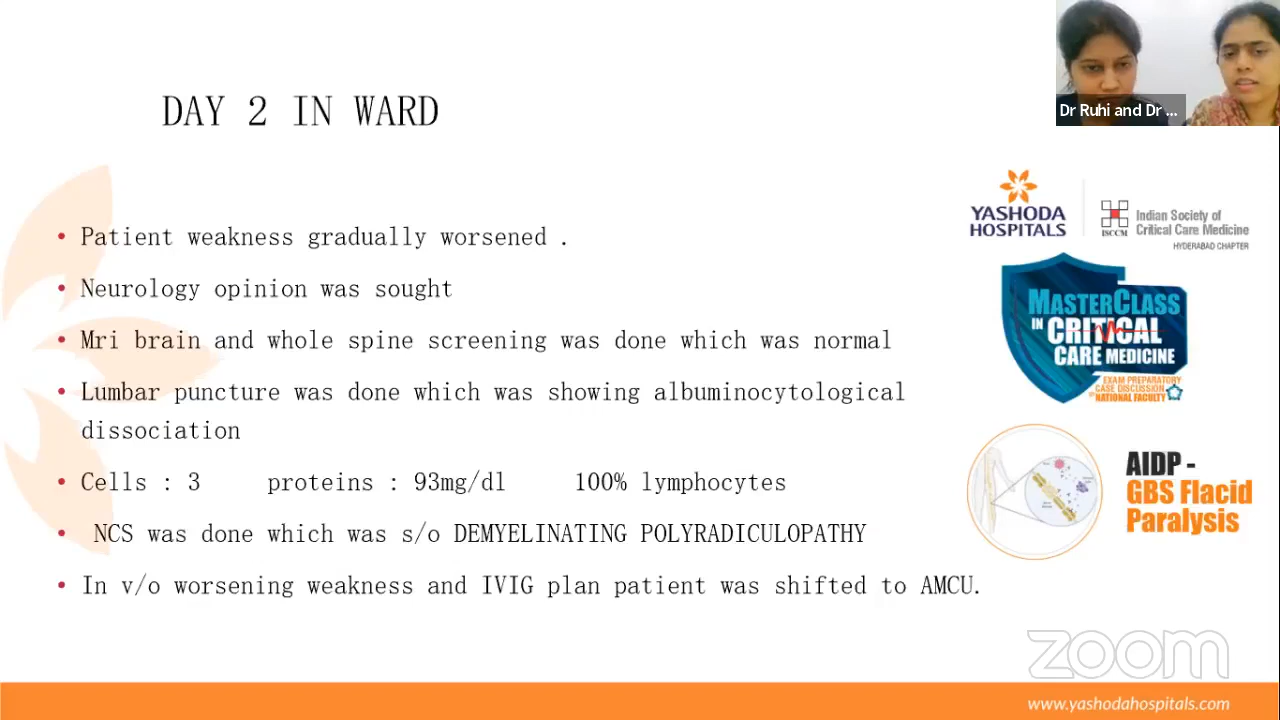 Dr Ruhi and Dr ...
DAY 2 IN WARD
• Patient weakness gradually worsened .
• Neurology opinion was sought
• Mri brain and whole spine screening was done which was normal
• Lumbar puncture was done which was showing albuminocytological
dissociation
• Cells : 3 proteins : 93mg/dl 100% lymphocytes
• NCS was done which was s/o DEMYELINATING POLYRADICULOPATHY
• In v/o worsening weakness and IVIG plan patient was shifted to AMCU.
YASHODA
HOSPITALS
ISCCM
Indian Society of
Critical Care Medicine
HYDERABAD CHAPTER
MASTERCLASS
IN CRITICAL
CARE MEDICINE
EXAM PREPARATORY
CASE DISCUSSION
NATIONAL FACULTY
AIDP -
GBS Flacid
Paralysis
zoom
www.yashodahospitals.com